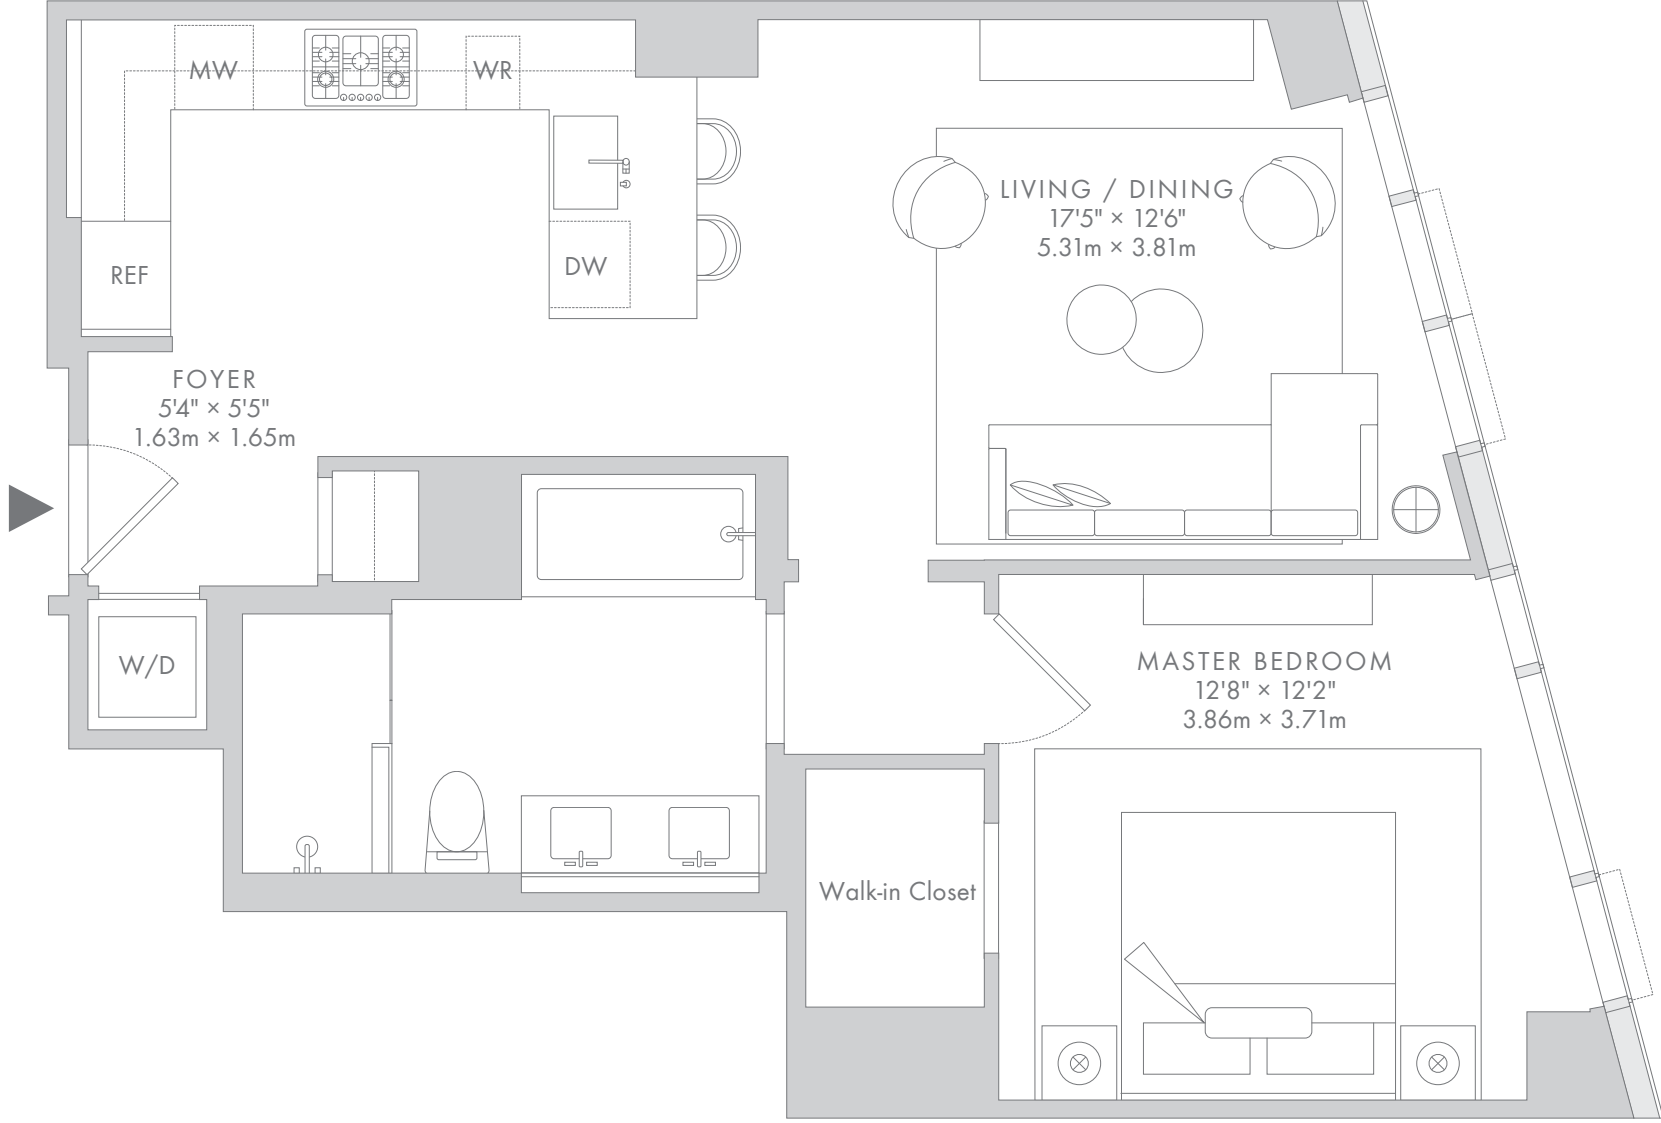 MW
WR
LIVING / DINING
17'5" × 12'6"
5.31m × 3.81m
REF
DW
FOYER
5'4" × 5'5"
1.63m × 1.65m
W/D
MASTER BEDROOM
12'8" × 12'2"
3.86m × 3.71m
Walk-in Closet